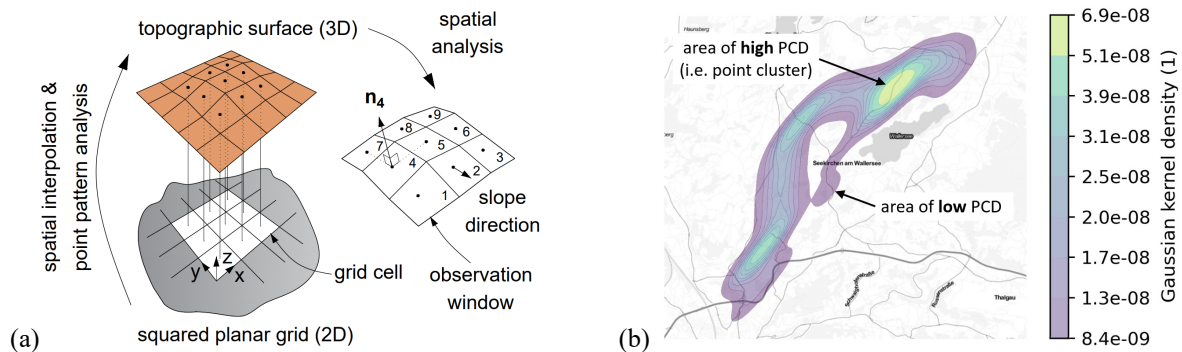 topographic surface (3D)
spatial
analysis
spatial interpolation &
point pattern analysis
n4
9
8
6
7
5
3
4
2
1
slope
direction
z
y
x
grid cell
observation
window
squared planar grid (2D)
(a)
Haunsberg
area of high PCD
(i.e. point cluster)
Wallersee
Seekirchen am Wallersee
area of low PCD
Thalgau
(b)
6.9e-08
5.1e-08
3.9e-08
3.1e-08
2.5e-08
2.0e-08
1.7e-08
1.3e-08
8.4e-09
Gaussian kernel density (1)